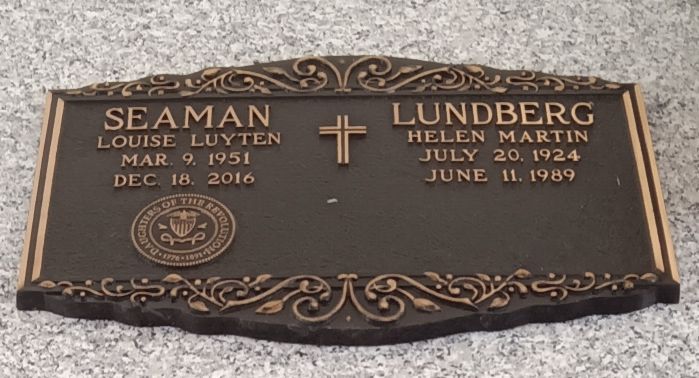 SEAMAN
LOUISE LUYTEN
MAR. 9, 1951
DEC. 18, 2016
DAUGHTERS OF THE REVOLUTION
·1776·1891·
LUNDBERG
HELEN MARTIN
JULY 20, 1924
JUNE 11, 1989